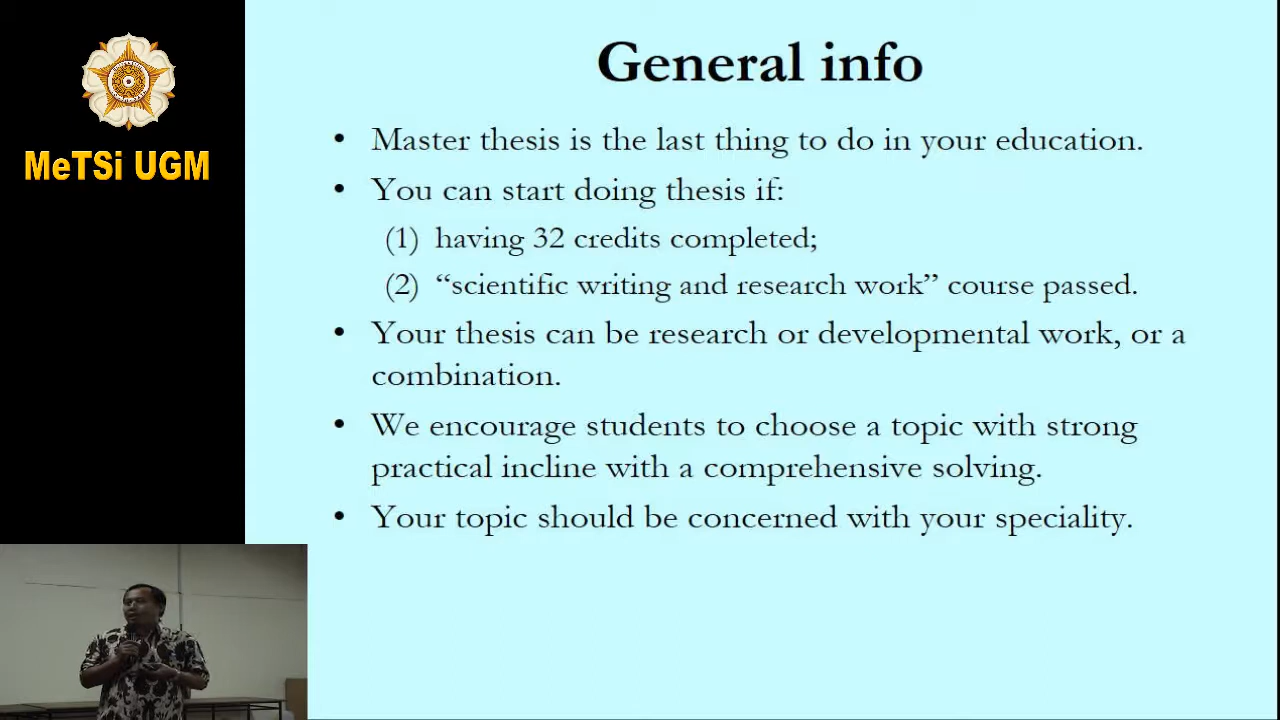 MeTSi UGM
General info
• Master thesis is the last thing to do in your education.
• You can start doing thesis if:
(1) having 32 credits completed;
(2) “scientific writing and research work” course passed.
• Your thesis can be research or developmental work, or a
combination.
• We encourage students to choose a topic with strong
practical incline with a comprehensive solving.
• Your topic should be concerned with your speciality.